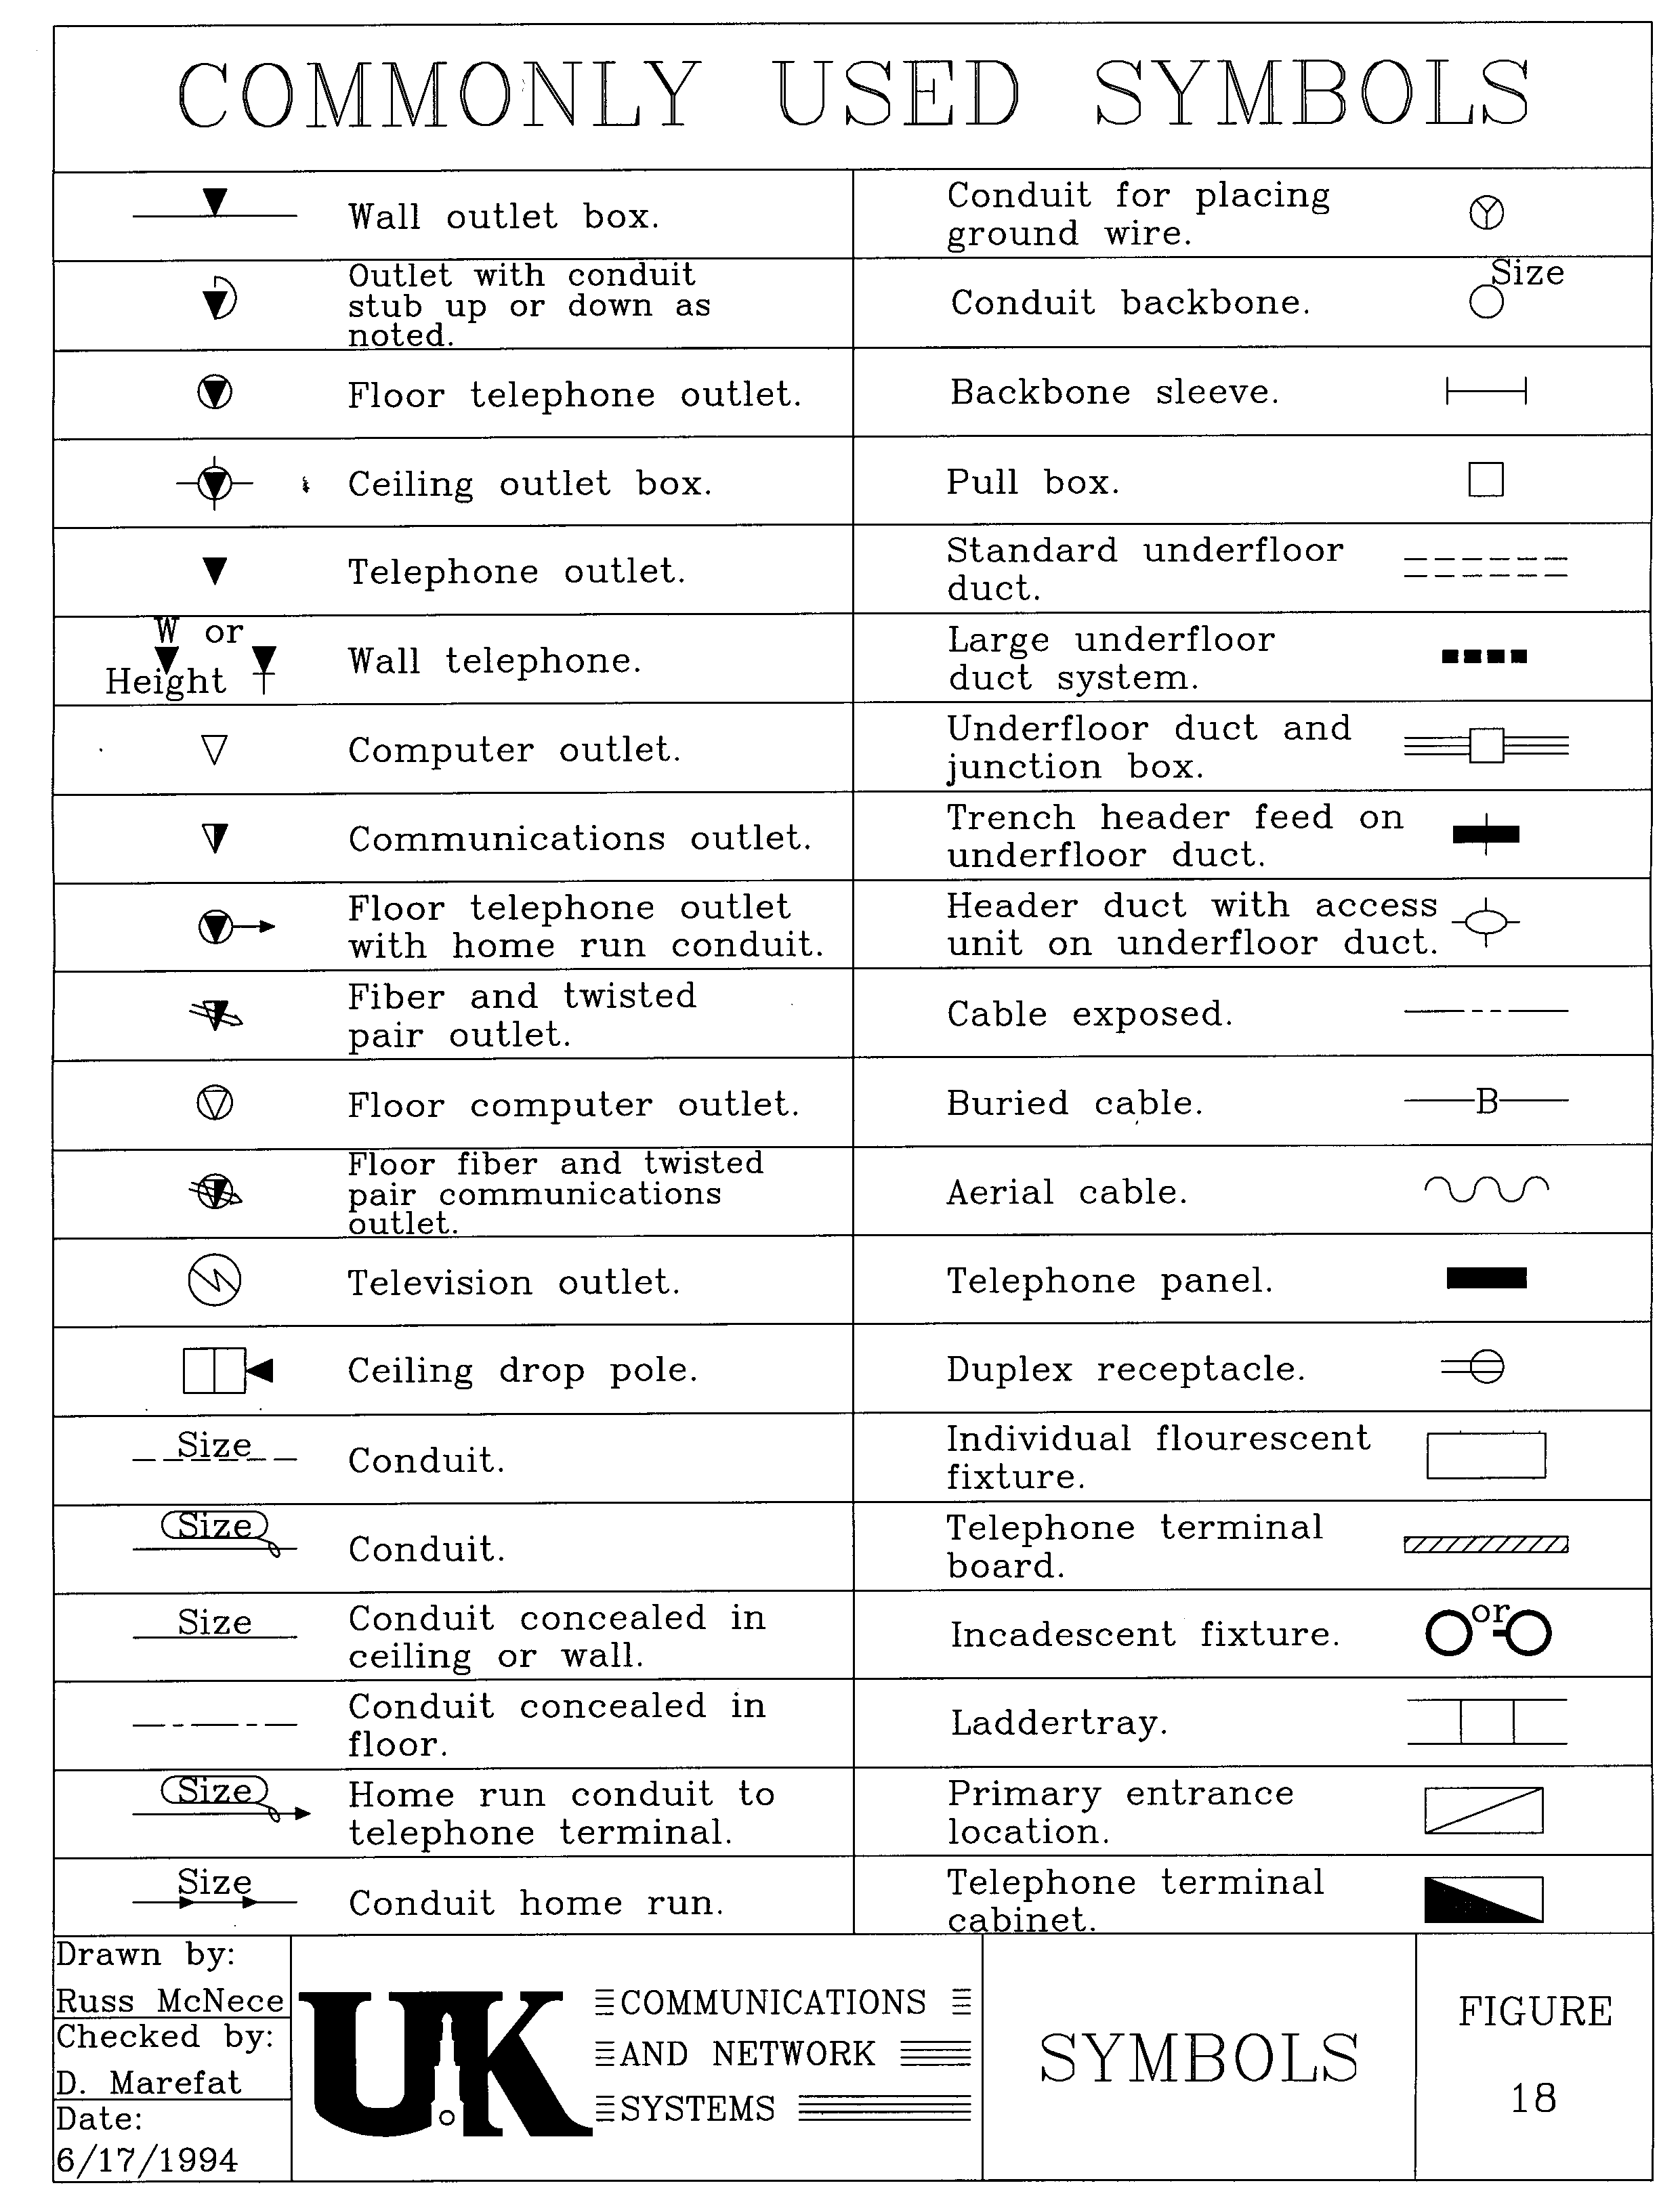 COMMONLY USED SYMBOLS
Wall outlet box.
Outlet with conduit
stub up or down as
noted.
Floor telephone outlet.
Ceiling outlet box.
Telephone outlet.
W or
Height
Wall telephone.
Computer outlet.
Communications outlet.
Floor telephone outlet
with home run conduit.
Fiber and twisted
pair outlet.
Floor computer outlet.
Floor fiber and twisted
pair communications
outlet.
Television outlet.
Ceiling drop pole.
Size
Conduit.
Size
Conduit.
Size
Conduit concealed in
ceiling or wall.
Conduit concealed in
floor.
Size
Home run conduit to
telephone terminal.
Size
Conduit home run.
Conduit for placing
ground wire.
Size
Conduit backbone.
Backbone sleeve.
Pull box.
Standard underfloor
duct.
Large underfloor
duct system.
Underfloor duct and
junction box.
Trench header feed on
underfloor duct.
Header duct with access
unit on underfloor duct.
Cable exposed.
Buried cable.
B
Aerial cable.
Telephone panel.
Duplex receptacle.
Individual flourescent
fixture.
Telephone terminal
board.
Incadescent fixture.
or
Laddertray.
Primary entrance
location.
Telephone terminal
cabinet.
Drawn by:
Russ McNece
Checked by:
D. Marefat
Date:
6/17/1994
UK
COMMUNICATIONS
AND NETWORK
SYSTEMS
SYMBOLS
FIGURE
18